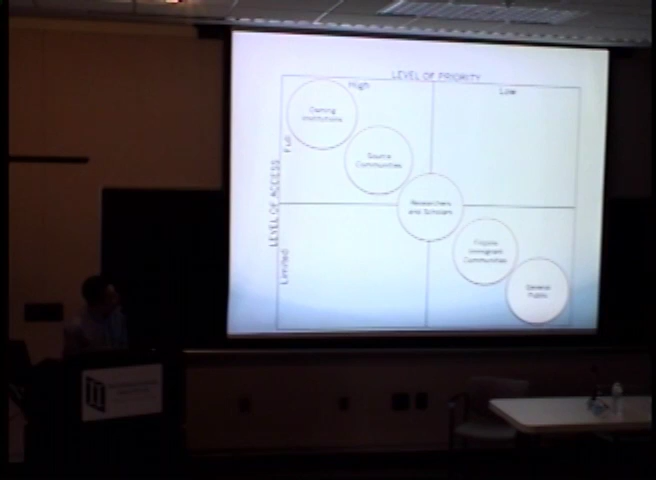 LEVEL OF PRIORITY
High
Low
Owning
Institutions
Full
Source
Communities
LEVEL OF ACCESS
Researchers
and Scholars
Filipino
Immigrant
Communities
Limited
General
Public